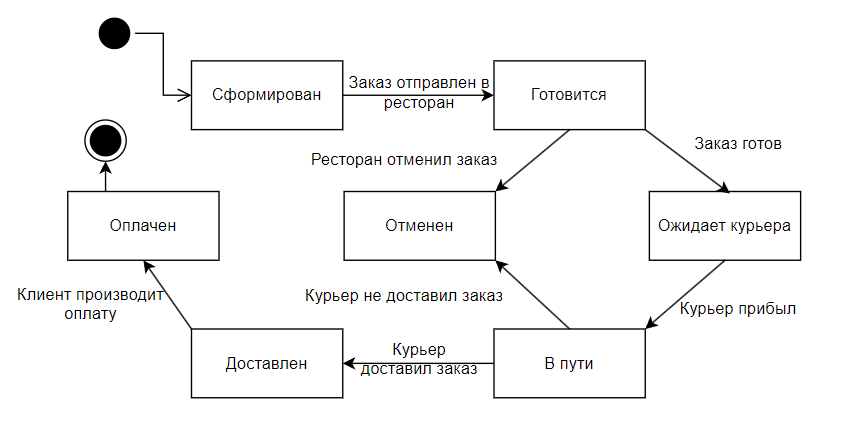 Сформирован
Заказ отправлен в
ресторан
Готовится
Заказ готов
Ресторан отменил заказ
Оплачен
Отменен
Ожидает курьера
Клиент производит
оплату
Курьер не доставил заказ
Курьер прибыл
Доставлен
Курьер
доставил заказ
В пути